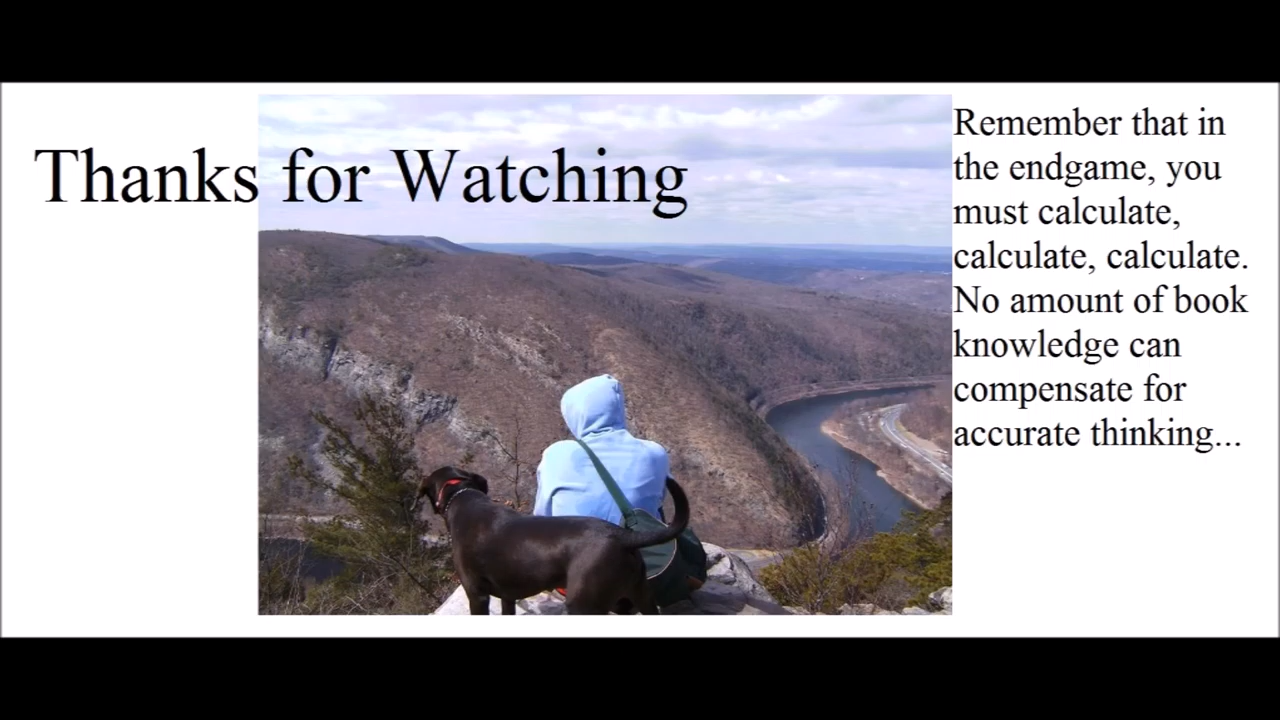 Thanks for Watching
Remember that in
the endgame, you
must calculate,
calculate, calculate.
No amount of book
knowledge can
compensate for
accurate thinking...